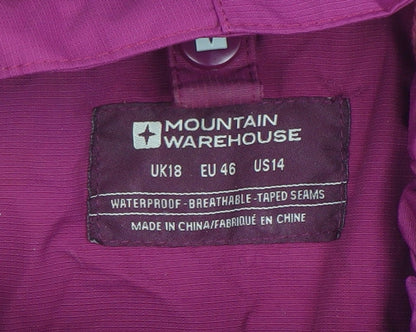 MOUNTAIN
WAREHOUSE
UK18 EU 46 US14
WATERPROOF - BREATHABLE - TAPED SEAMS
MADE IN CHINA/FABRIQUÉ EN CHINE